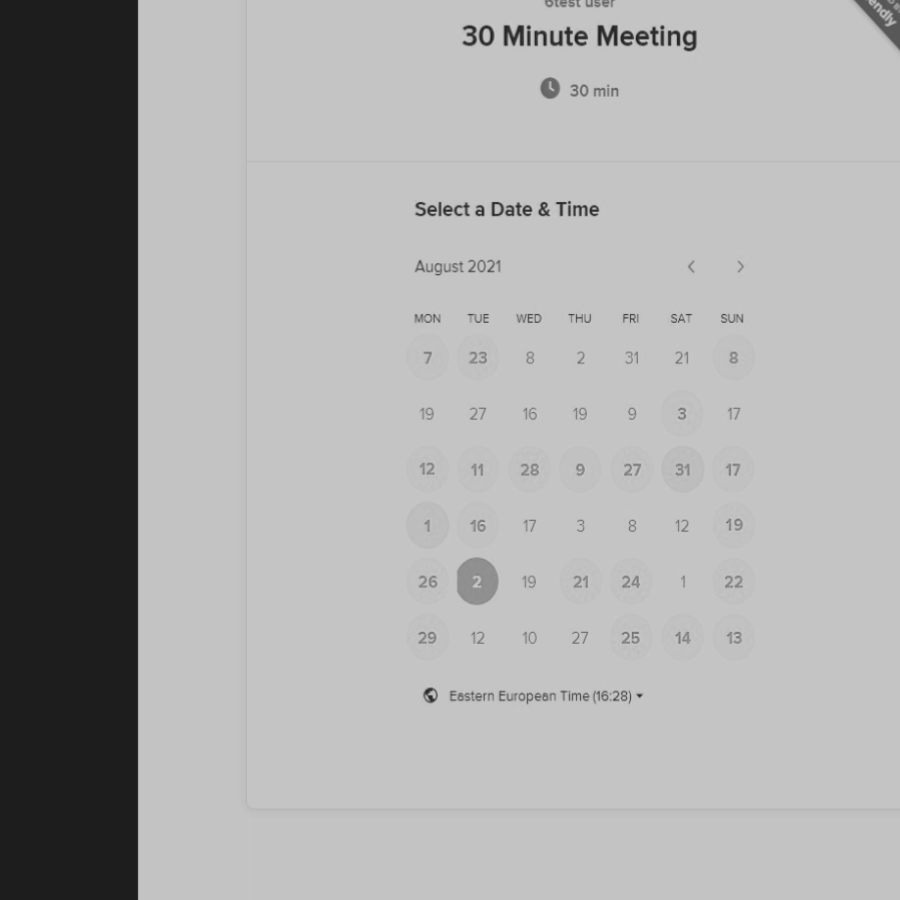 6test user
30 Minute Meeting
30 min
Select a Date & Time
August 2021
MON TUE WED THU FRI SAT SUN
7 23 8 2 31 21 8
19 27 16 19 9 3 17
12 11 28 9 27 31 17
1 16 17 3 8 12 19
26 2 19 21 24 1 22
29 12 10 27 25 14 13
Eastern European Time (16:28)